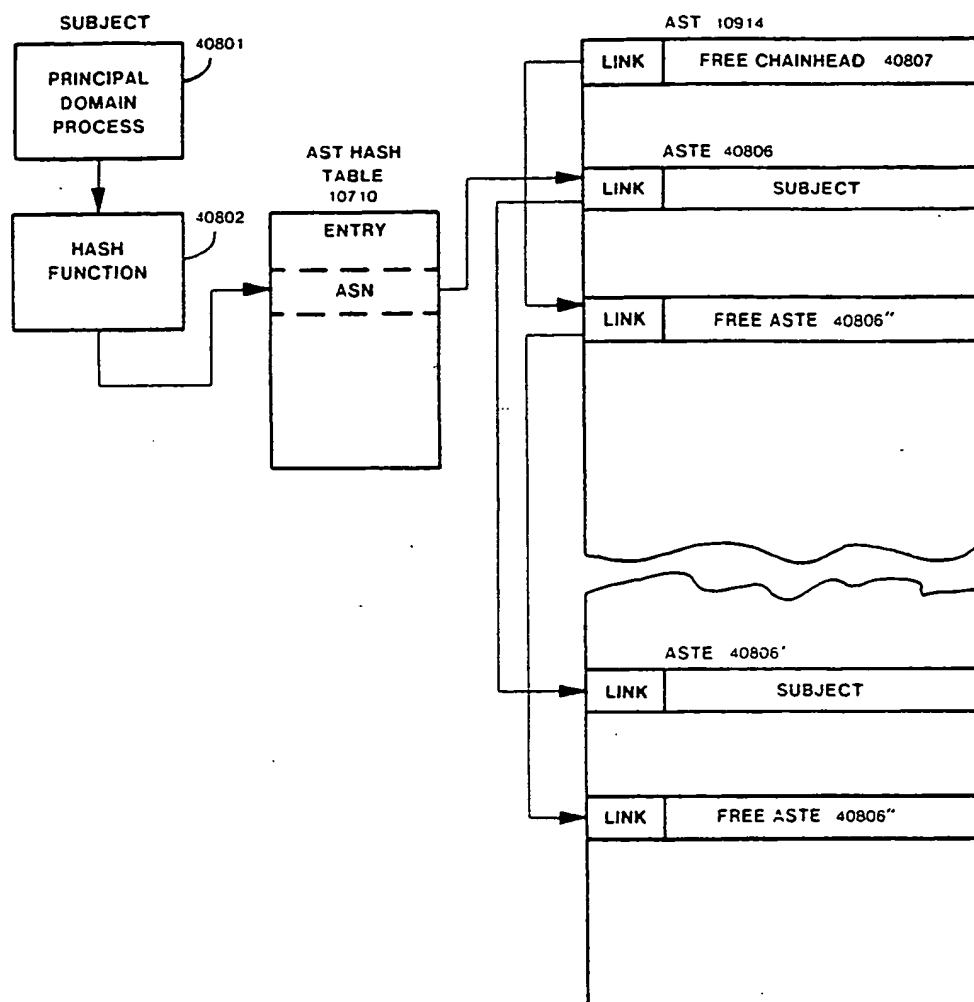 SUBJECT
40801
PRINCIPAL
DOMAIN
PROCESS
40802
HASH
FUNCTION
AST HASH
TABLE
10710
ENTRY
ASN
AST 10914
LINK FREE CHAINHEAD 40807
ASTE 40806
LINK SUBJECT
LINK FREE ASTE 40806"
ASTE 40806'
LINK SUBJECT
LINK FREE ASTE 40806"